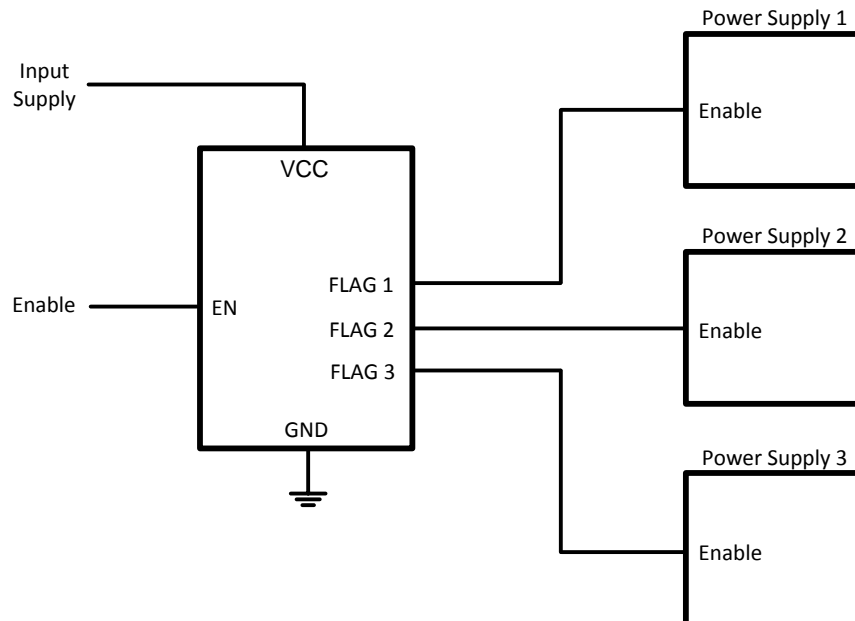 Power Supply 1
Input
Supply
Enable
VCC
Power Supply 2
FLAG 1
Enable
EN
FLAG 2
Enable
FLAG 3
GND
Power Supply 3
Enable